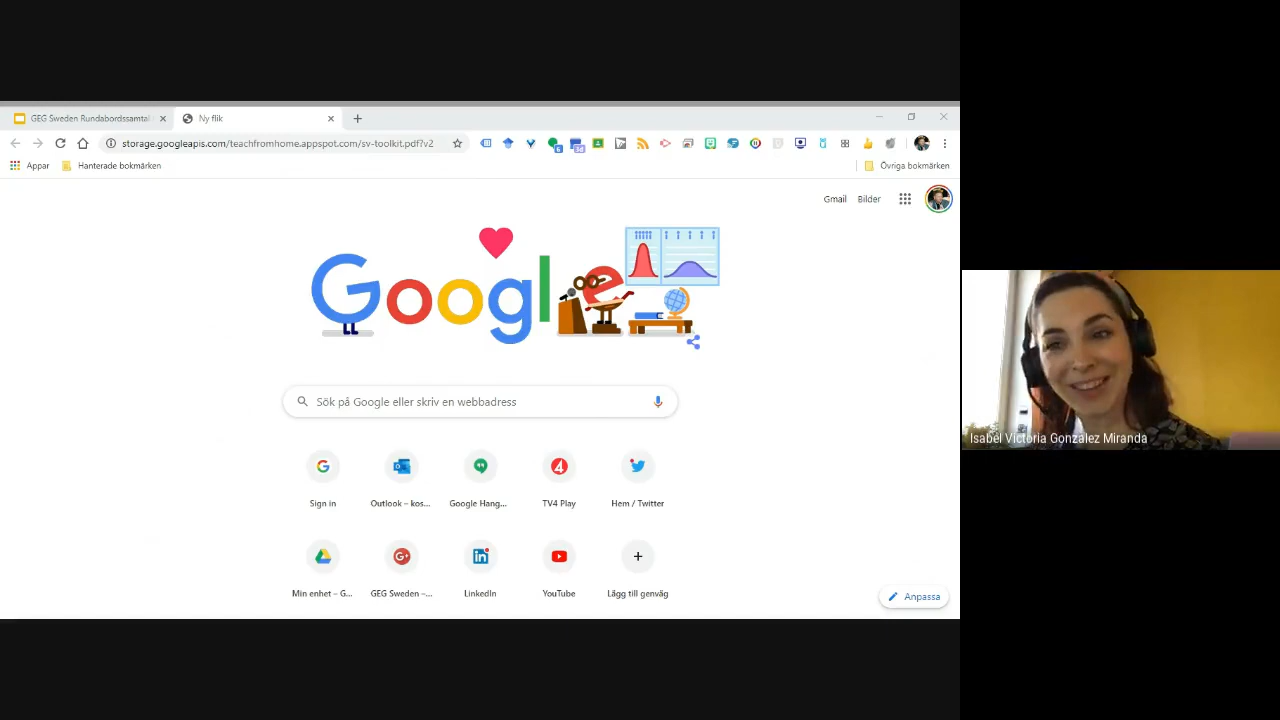 GEG Sweden Rundabordssamtal
Ny flik
storage.googleapis.com/teachfromhome.appspot.com/sv-toolkit.pdf?v2
Appar
Hanterade bokmärken
Övriga bokmärken
Gmail
Bilder
Google
Sök på Google eller skriv en webbadress
Sign in
Outlook – kos...
Google Hang...
TV4 Play
Hem / Twitter
Min enhet – G...
GEG Sweden –...
LinkedIn
YouTube
Lägg till genväg
Anpassa
Isabel Victoria Gonzalez Miranda